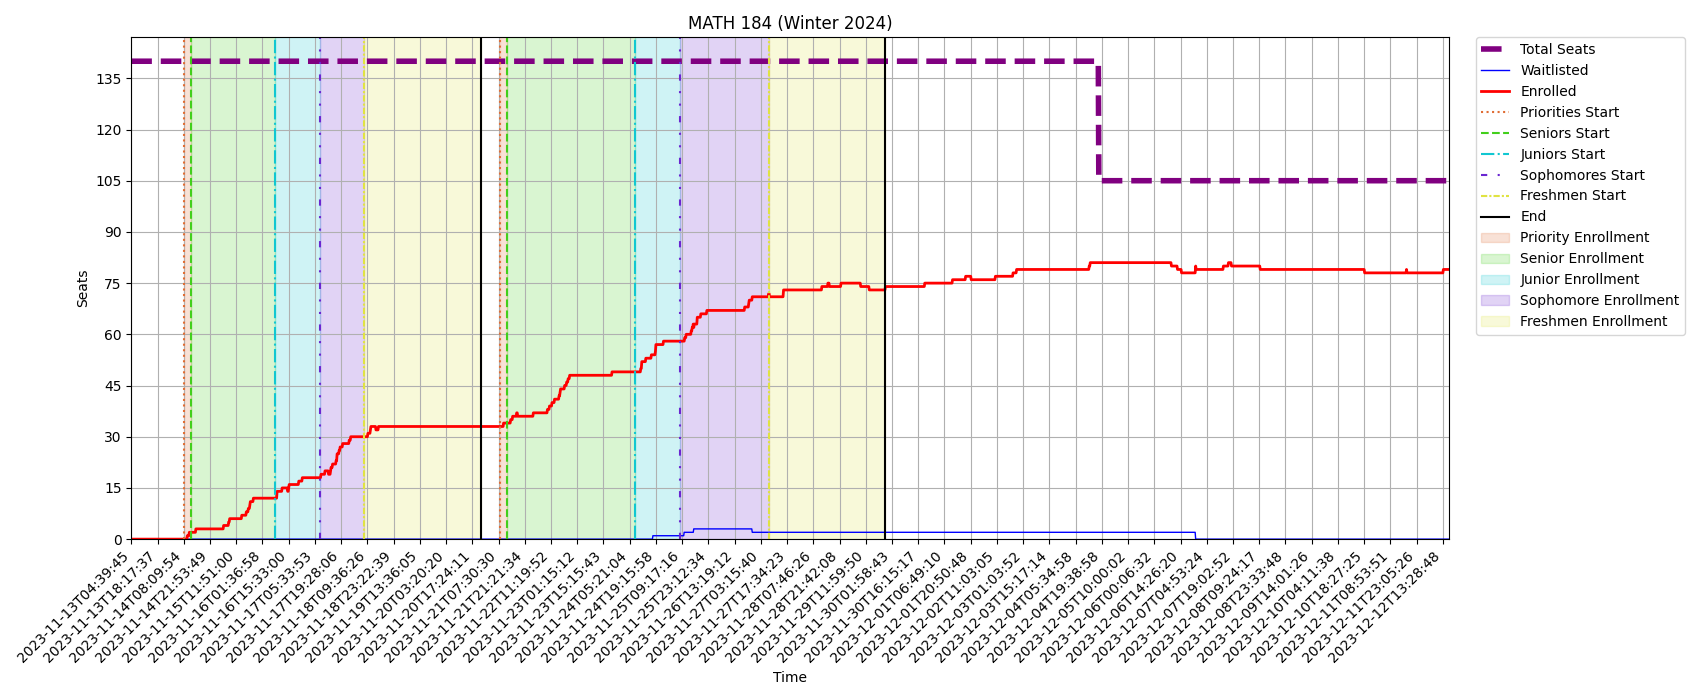 MATH 184 (Winter 2024)
Seats
135
120
105
90
75
60
45
30
15
0
2023-11-13T04:39:45
2023-11-13T18:17:37
2023-11-14T08:09:54
2023-11-14T21:53:49
2023-11-15T11:51:00
2023-11-16T01:36:58
2023-11-16T15:33:00
2023-11-17T05:33:53
2023-11-17T19:28:06
2023-11-18T09:36:26
2023-11-18T23:22:39
2023-11-19T13:36:05
2023-11-20T03:20:20
2023-11-20T17:24:11
2023-11-21T07:30:30
2023-11-21T21:21:34
2023-11-22T11:19:52
2023-11-23T01:15:12
2023-11-23T15:15:43
2023-11-24T05:21:04
2023-11-24T19:15:58
2023-11-25T09:17:16
2023-11-25T23:12:34
2023-11-26T13:19:12
2023-11-27T03:15:40
2023-11-27T17:34:23
2023-11-28T07:46:26
2023-11-28T21:42:08
2023-11-29T11:59:50
2023-11-30T01:58:43
2023-11-30T16:15:17
2023-12-01T06:49:10
2023-12-01T20:50:48
2023-12-02T11:03:05
2023-12-03T01:03:52
2023-12-03T15:17:14
2023-12-04T05:34:58
2023-12-04T19:38:58
2023-12-05T10:00:02
2023-12-06T00:06:32
2023-12-06T14:26:20
2023-12-07T04:53:24
2023-12-07T19:02:52
2023-12-08T09:24:17
2023-12-08T23:33:48
2023-12-09T14:01:26
2023-12-10T04:11:38
2023-12-10T18:27:25
2023-12-11T08:53:51
2023-12-11T23:05:26
2023-12-12T13:28:48
Time
Total Seats
Waitlisted
Enrolled
Priorities Start
Seniors Start
Juniors Start
Sophomores Start
Freshmen Start
End
Priority Enrollment
Senior Enrollment
Junior Enrollment
Sophomore Enrollment
Freshmen Enrollment